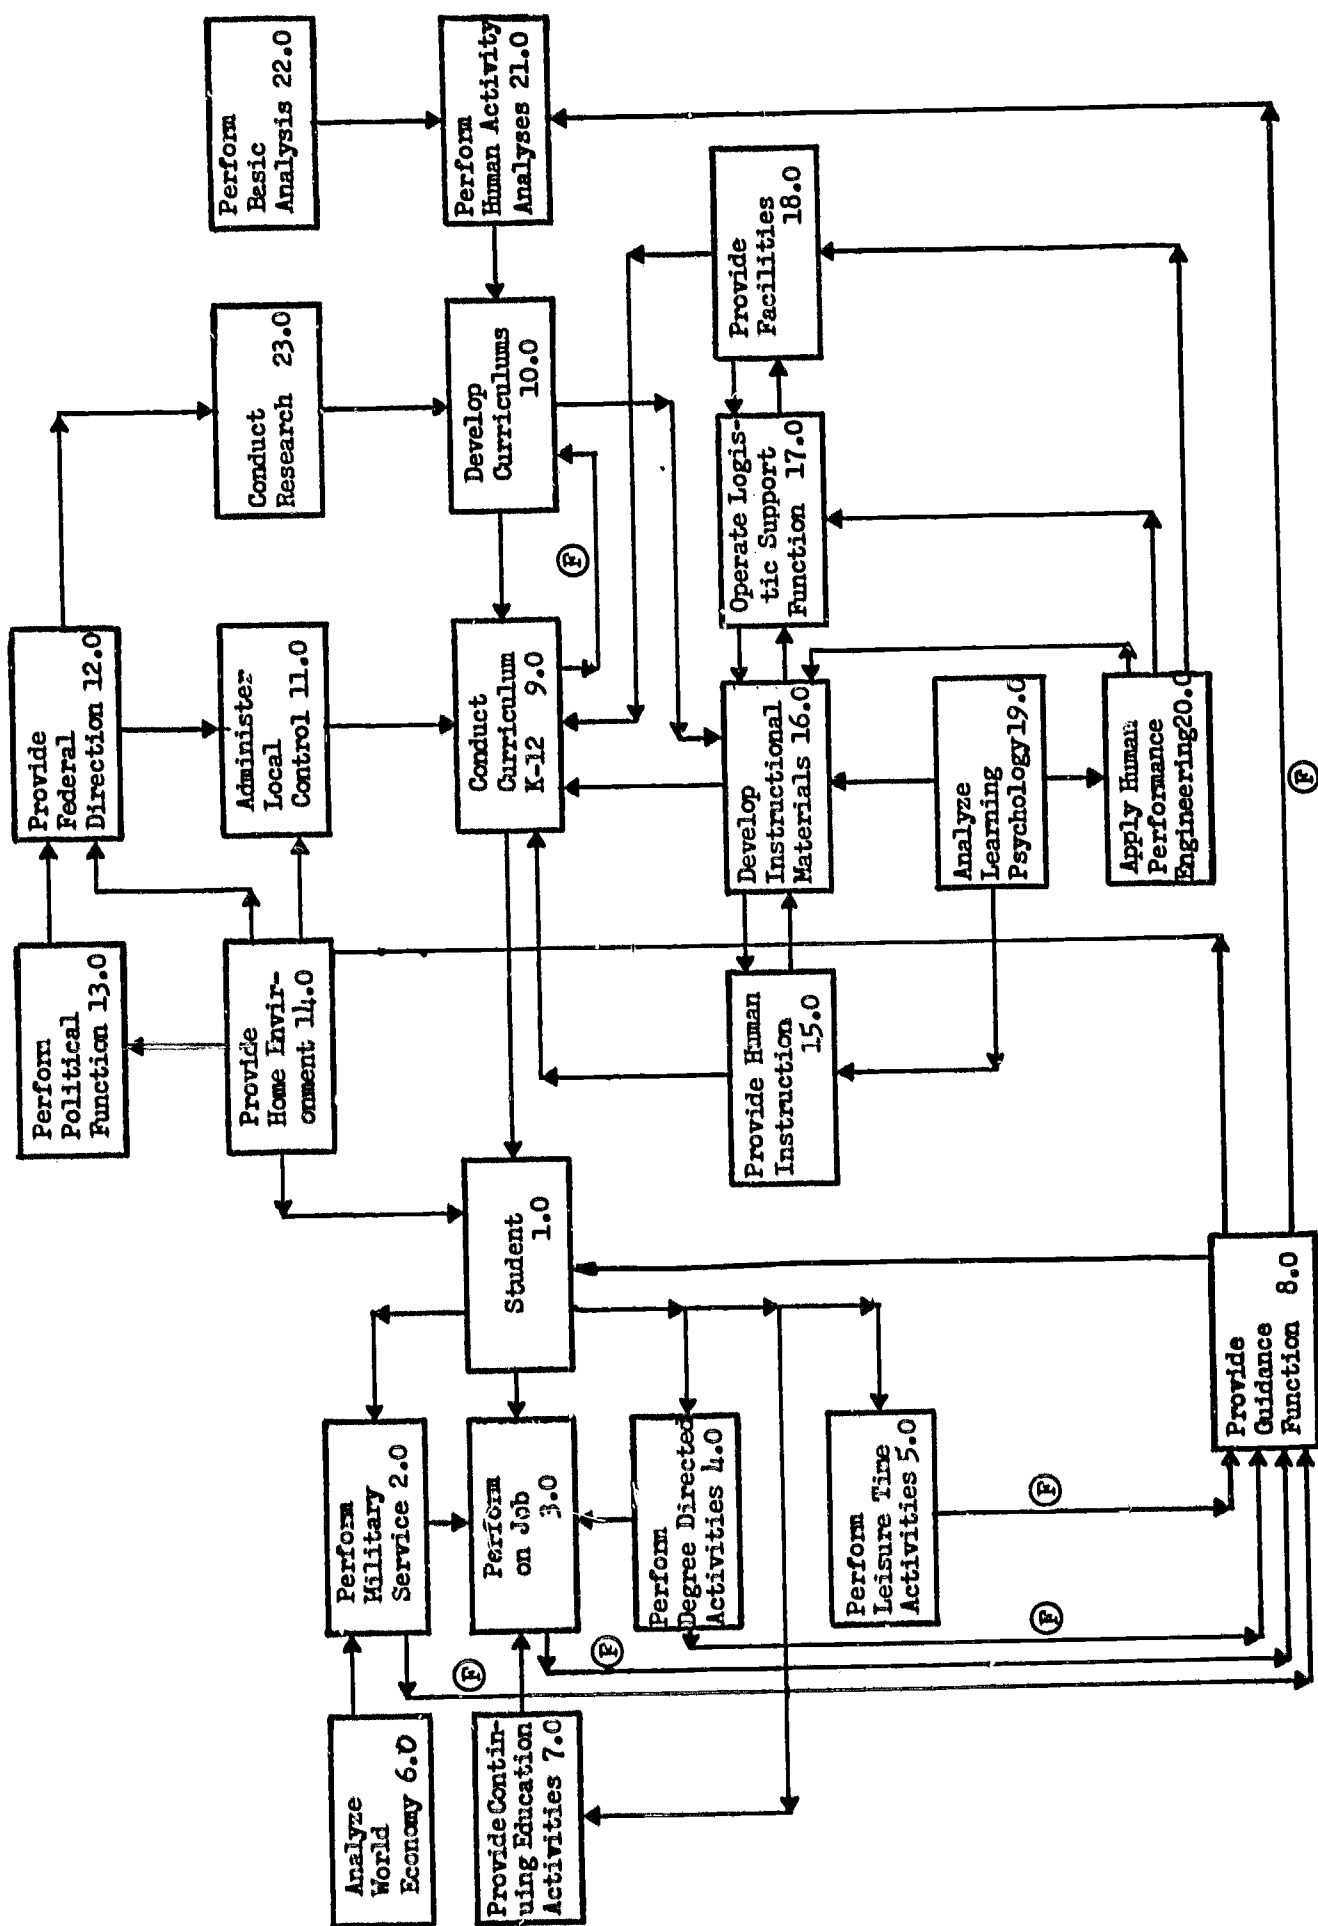 Perform
Political
Function 13.0
Provide
Federal
Direction 12.0
Provide
Home Envir-
onment 14.0
Administer
Local
Control 11.0
Conduct
Research 23.0
Perform
Basic
Analysis 22.0
Analyze
World
Economy 6.0
Perform
Military
Service 2.0
Provide Contin-
uing Education
Activities 7.0
Perform
on Job
3.0
Student
1.0
Conduct
Curriculum
K-12 9.0
Develop
Curriculums
10.0
Perform
Human Activity
Analyses 21.0
F
F
F
Perform
Degree Directed
Activities 4.0
Provide Human
Instruction
15.0
Develop
Instructional
Materials 16.0
Operate Logis-
tic Support
Function 17.0
Provide
Facilities
18.0
Perform
Leisure Time
Activities 5.0
Analyze
Learning
Psychology19.0
F
F
Apply Human
Performance
Engineering20.0
Provide
Guidance
Function 8.0
F